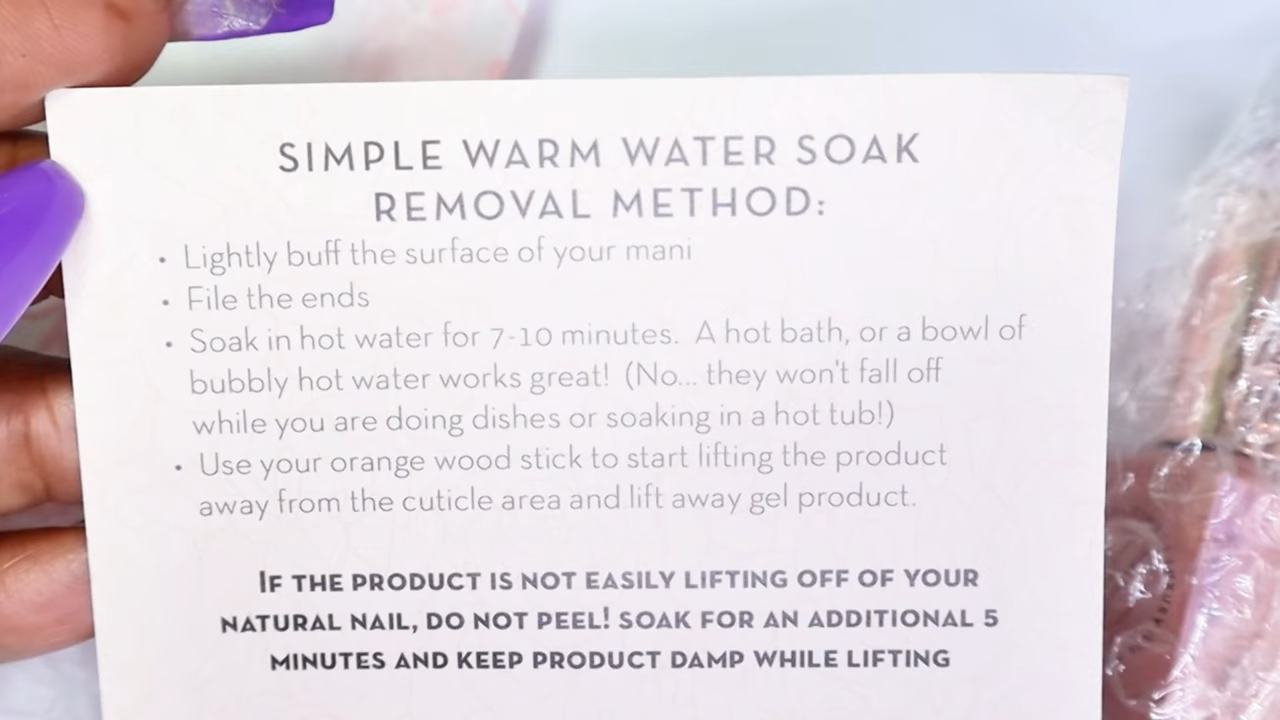 SIMPLE WARM WATER SOAK
REMOVAL METHOD:
• Lightly buff the surface of your mani
• File the ends
• Soak in hot water for 7-10 minutes. A hot bath, or a bowl of
bubbly hot water works great! (No... they won't fall off
while you are doing dishes or soaking in a hot tub!)
• Use your orange wood stick to start lifting the product
away from the cuticle area and lift away gel product.
IF THE PRODUCT IS NOT EASILY LIFTING OFF OF YOUR
NATURAL NAIL, DO NOT PEEL! SOAK FOR AN ADDITIONAL 5
MINUTES AND KEEP PRODUCT DAMP WHILE LIFTING